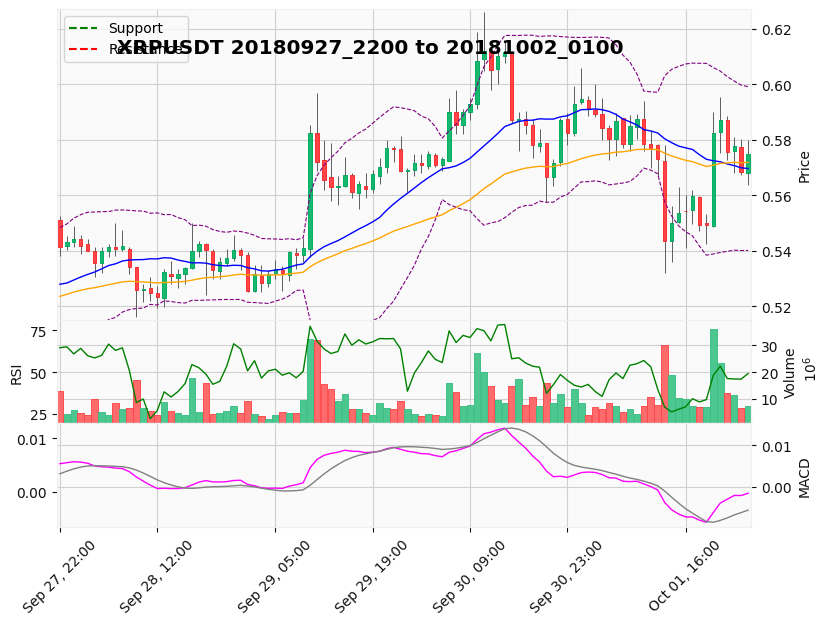 XRPUSDT 20180927_2200 to 20181002_0100
Support
Resistance
0.62
0.60
0.58
0.56
0.54
0.52
Price
75
50
25
RSI
30
20
10
Volume
10^6
0.01
0.00
0.01
0.00
MACD
Sep 27, 22:00
Sep 28, 12:00
Sep 29, 05:00
Sep 29, 19:00
Sep 30, 09:00
Sep 30, 23:00
Oct 01, 16:00